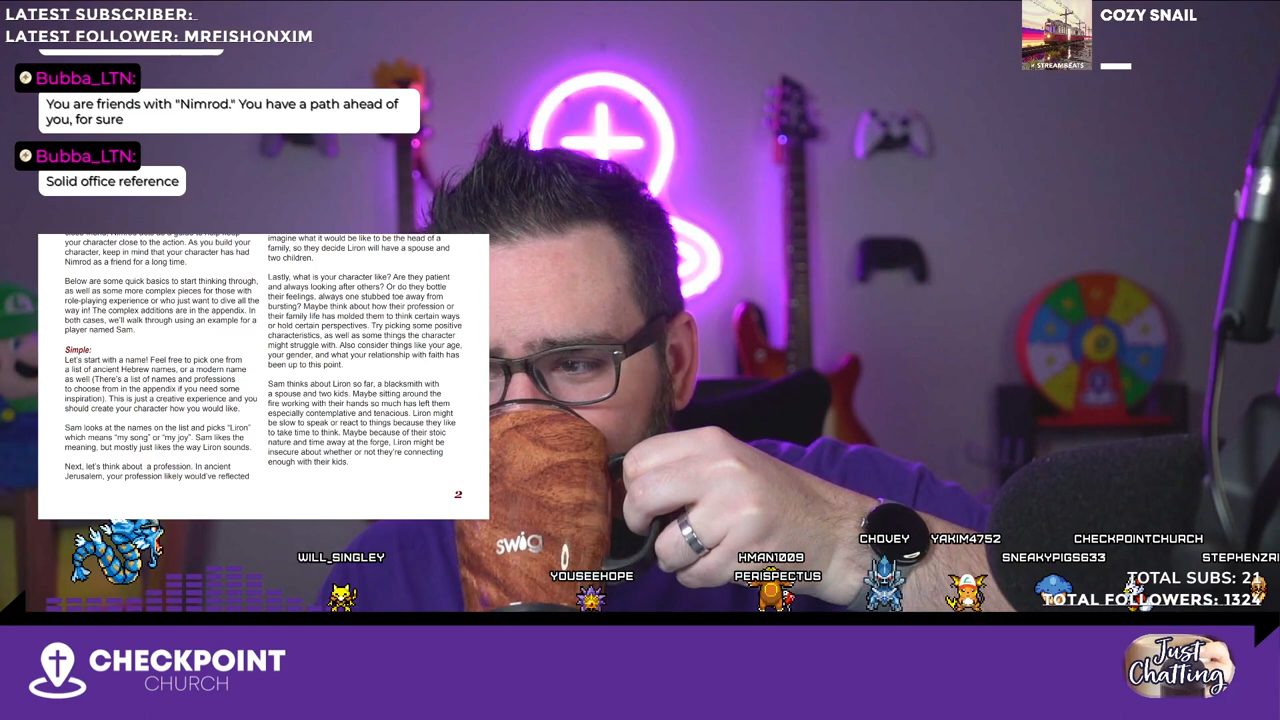 LATEST SUBSCRIBER:
LATEST FOLLOWER: MRFISHONXIM
COZY SNAIL
STREAMBEATS
Bubba_LTN:
You are friends with "Nimrod." You have a path ahead of
you, for sure
Bubba_LTN:
Solid office reference
your character close to the action. As you build your
character, keep in mind that your character has had
Nimrod as a friend for a long time.
Below are some quick basics to start thinking through,
as well as some more complex pieces for those with
role-playing experience or who just want to dive all the
way in! The complex additions are in the appendix. In
both cases, we'll walk through using an example for a
player named Sam.
Simple:
Let's start with a name! Feel free to pick one from
a list of ancient Hebrew names, or a modern name
as well (There's a list of names and professions
to choose from in the appendix if you need some
inspiration). This is just a creative experience and you
should create your character how you would like.
Sam looks at the names on the list and picks "Liron"
which means "my song" or "my joy". Sam likes the
meaning, but mostly just likes the way Liron sounds.
Next, let's think about a profession. In ancient
Jerusalem, your profession likely would've reflected
imagine what it would be like to be the head of a
family, so they decide Liron will have a spouse and
two children.
Lastly, what is your character like? Are they patient
and always looking after others? Or do they bottle
their feelings, always one stubbed toe away from
bursting? Maybe think about how their profession or
their family life has molded them to think certain ways
or hold certain perspectives. Try picking some positive
characteristics, as well as some things the character
might struggle with. Also consider things like your age,
your gender, and what your relationship with faith has
been up to this point.
Sam thinks about Liron so far, a blacksmith with
a spouse and two kids. Maybe sitting around the
fire working with their hands so much has left them
especially contemplative and tenacious. Liron might
be slow to speak or react to things because they like
to take time to think. Maybe because of their stoic
nature and time away at the forge, Liron might be
insecure about whether or not they're connecting
enough with their kids.
2
swig
WILL_SINGLEY
YOUSEEHOPE
HMAN1009
PERISPECTUS
CHOVEY
YAKIM4752
CHECKPOINTCHURCH
SNEAKYPIGS633
STEPHENZRI
TOTAL SUBS: 21
TOTAL FOLLOWERS: 1324
CHECKPOINT
CHURCH
Just
Chatting